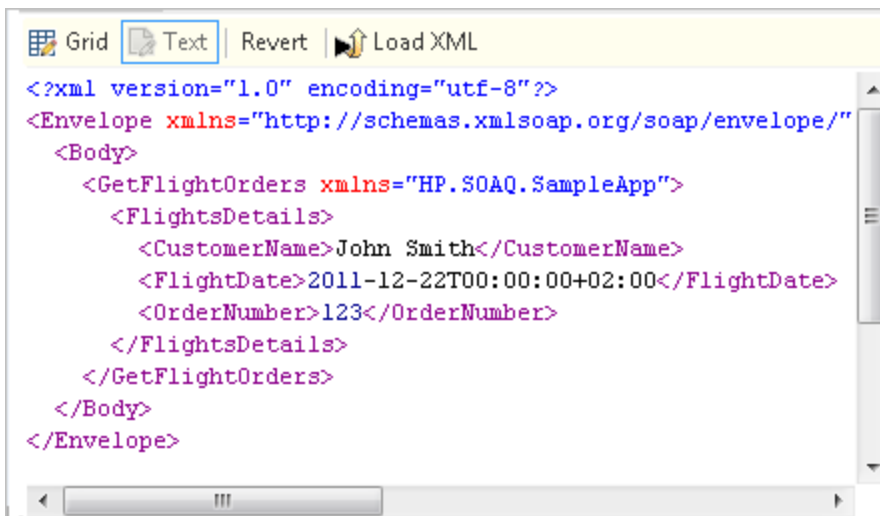 Grid Text Revert Load XML
<?xml version="1.0" encoding="utf-8"?>
<Envelope xmlns="http://schemas.xmlsoap.org/soap/envelope/"
  <Body>
    <GetFlightOrders xmlns="HP.SOAQ.SampleApp">
      <FlightsDetails>
        <CustomerName>John Smith</CustomerName>
        <FlightDate>2011-12-22T00:00:00+02:00</FlightDate>
        <OrderNumber>123</OrderNumber>
      </FlightsDetails>
    </GetFlightOrders>
  </Body>
</Envelope>